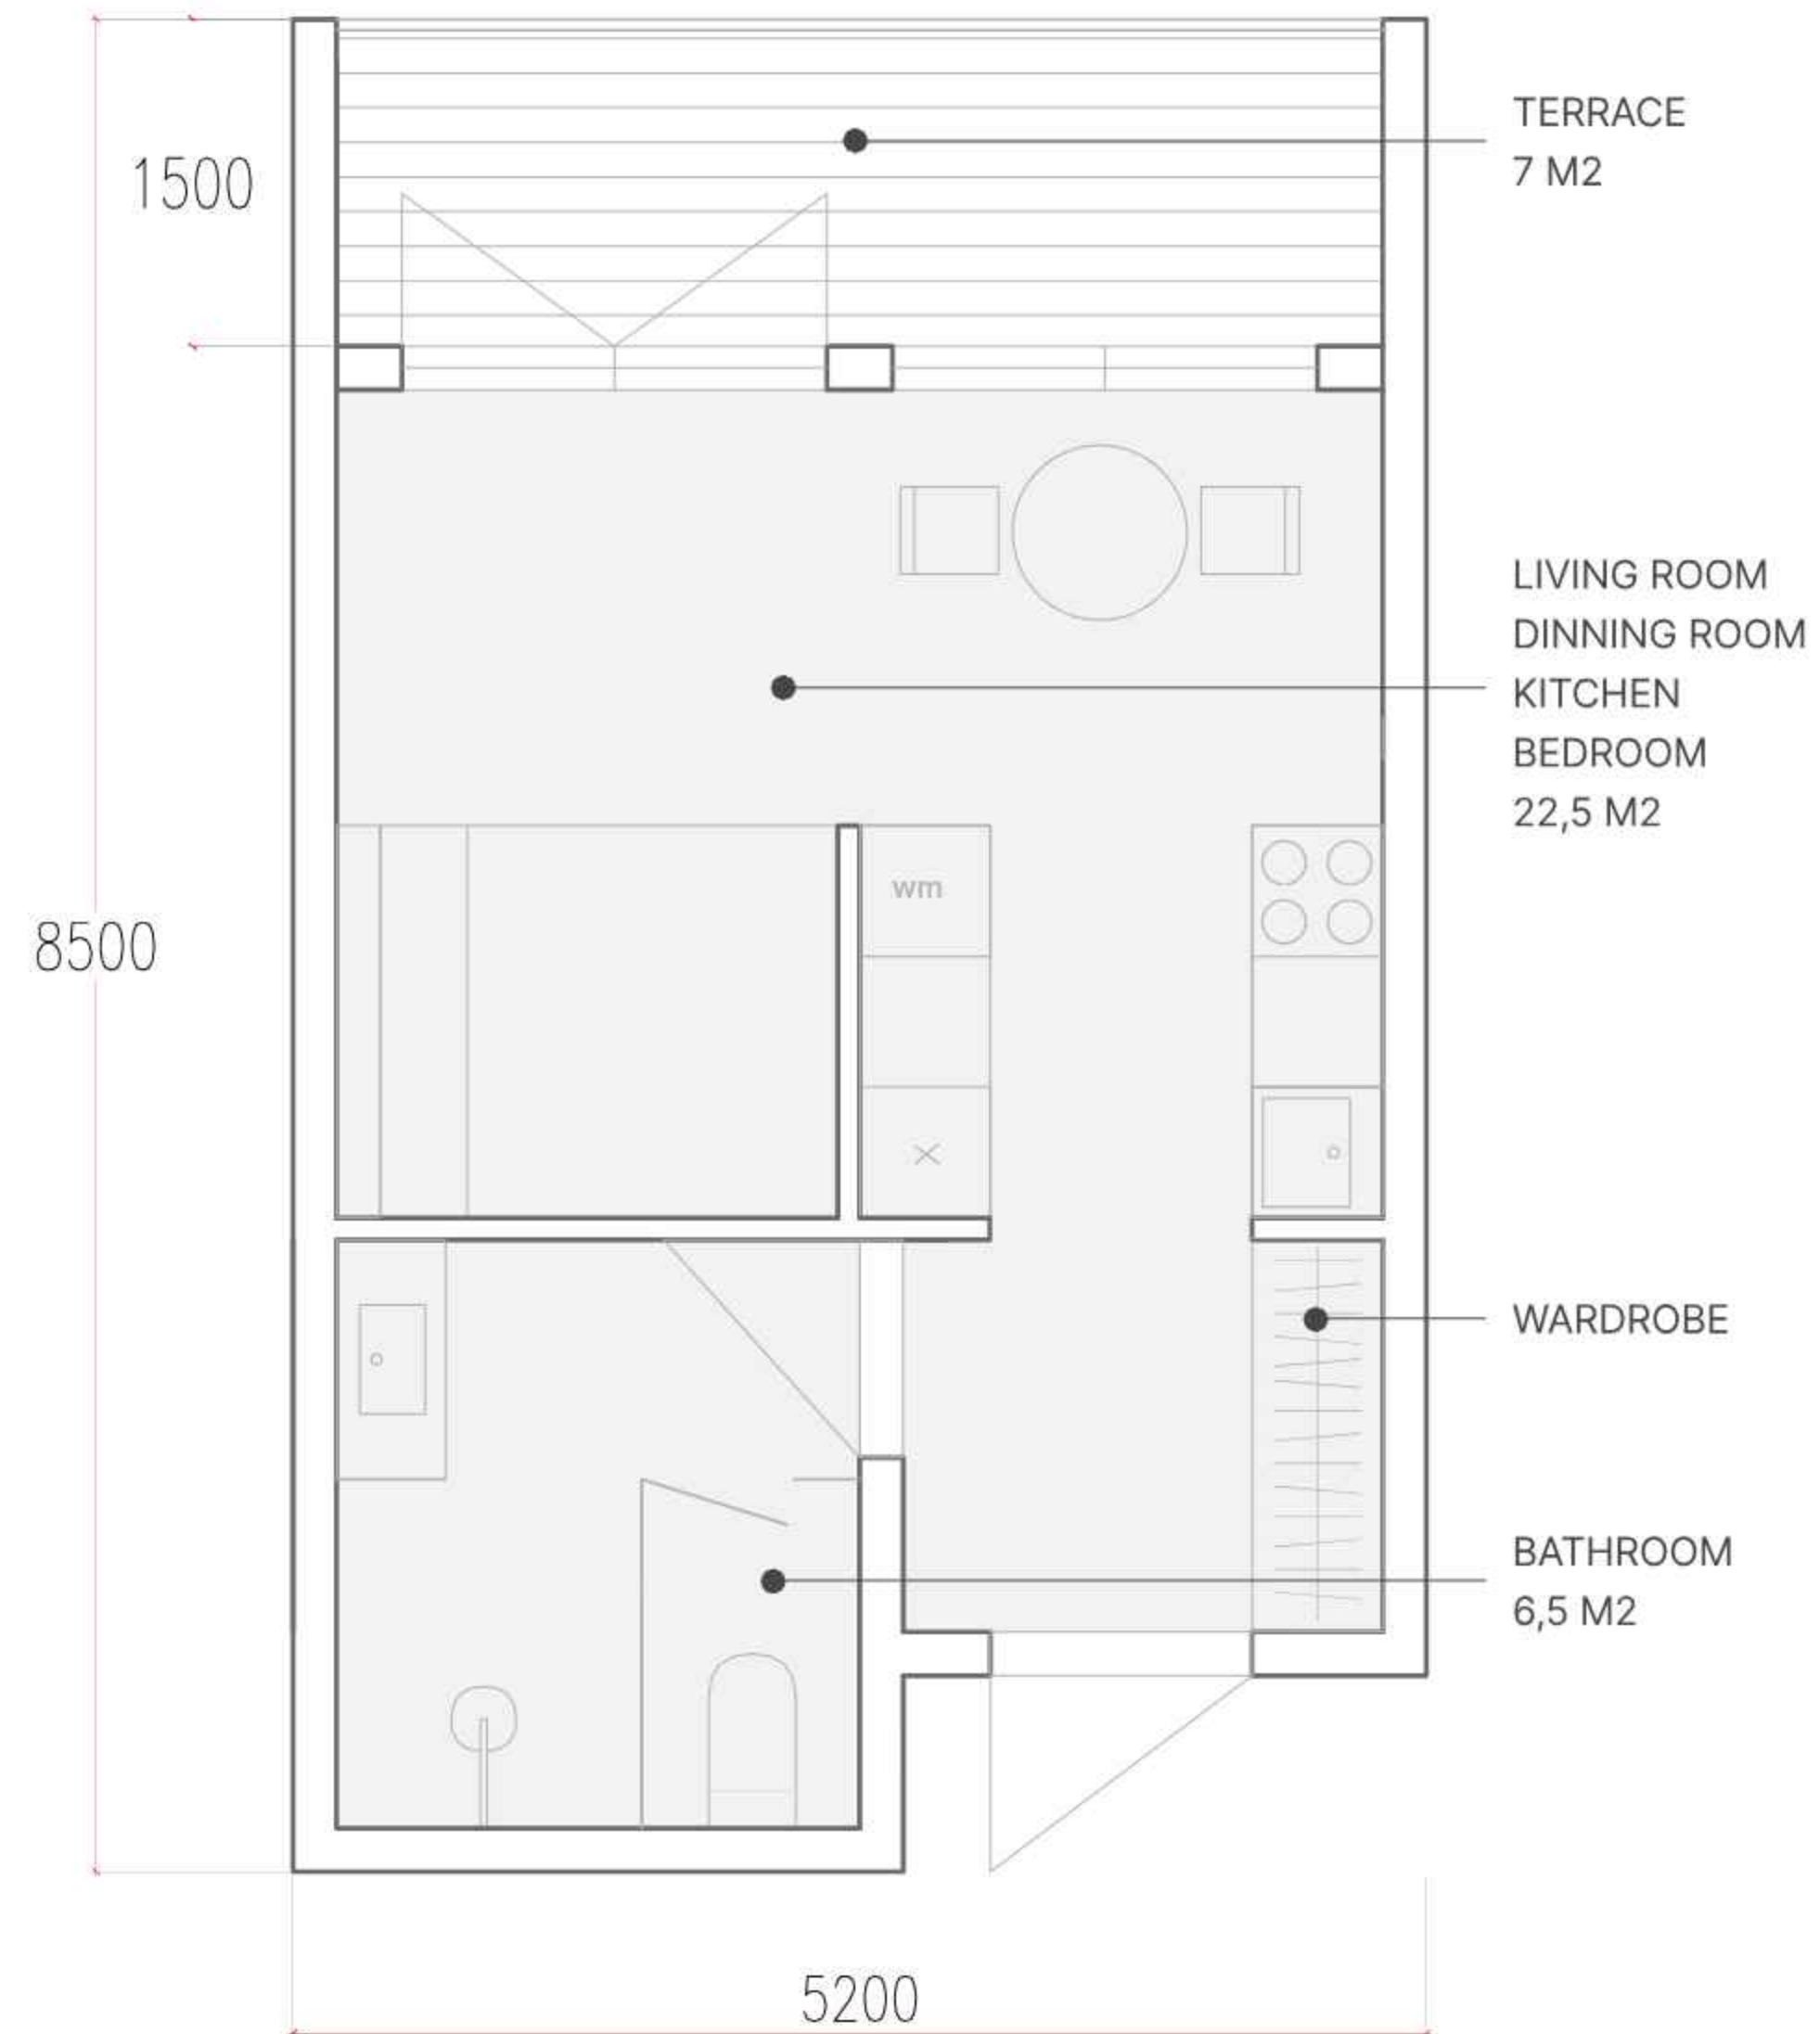 TERRACE
7 M2
1500
LIVING ROOM
DINNING ROOM
KITCHEN
BEDROOM
22,5 M2
wm
8500
WARDROBE
BATHROOM
6,5 M2
5200